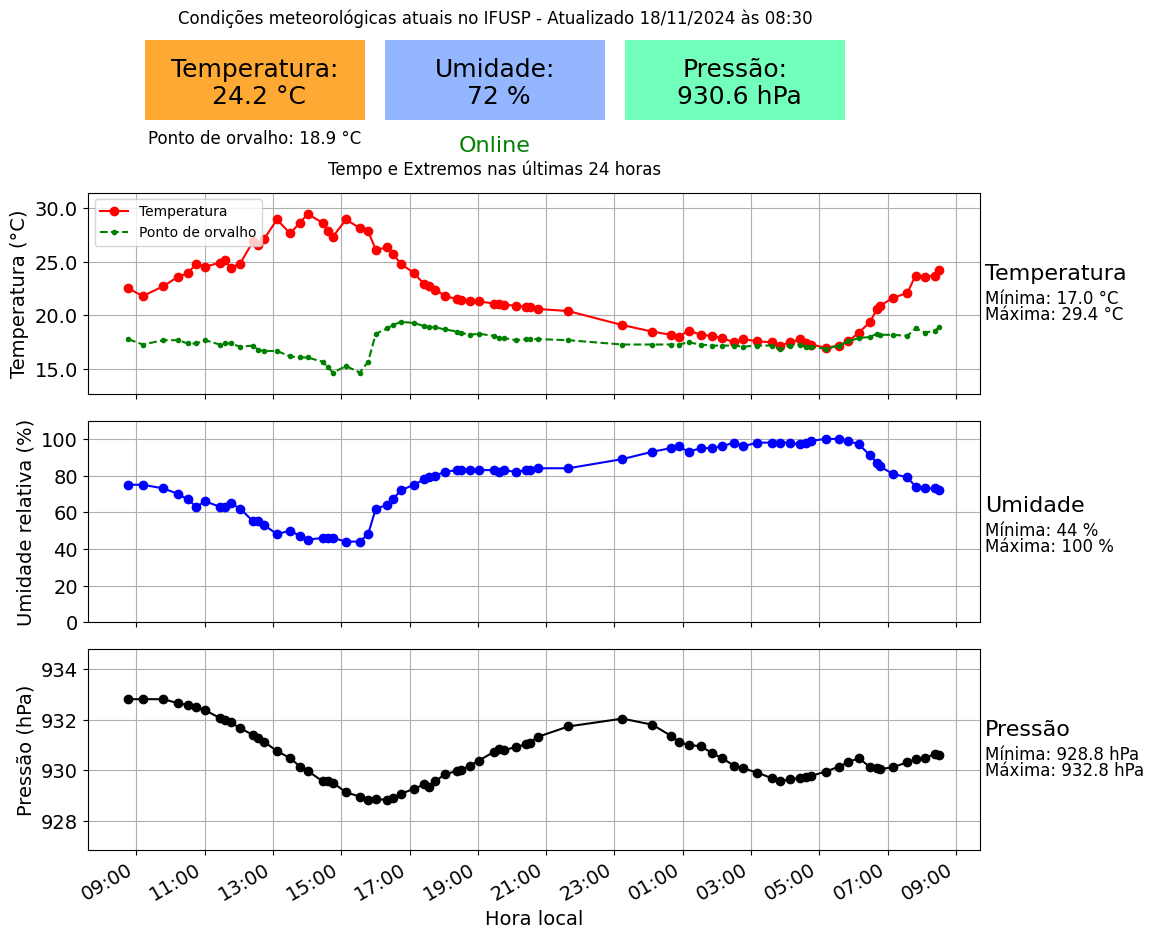 Condições meteorológicas atuais no IFUSP - Atualizado 18/11/2024 às 08:30
Temperatura:
24.2 °C
Umidade:
72 %
Pressão:
930.6 hPa
Ponto de orvalho: 18.9 °C
Online
Tempo e Extremos nas últimas 24 horas
Temperatura (°C)
30.0
25.0
20.0
15.0
Temperatura
Ponto de orvalho
Temperatura
Mínima: 17.0 °C
Máxima: 29.4 °C
Umidade relativa (%)
100
80
60
40
20
0
Umidade
Mínima: 44 %
Máxima: 100 %
Pressão (hPa)
934
932
930
928
Pressão
Mínima: 928.8 hPa
Máxima: 932.8 hPa
09:00 11:00 13:00 15:00 17:00 19:00 21:00 23:00 01:00 03:00 05:00 07:00 09:00
Hora local